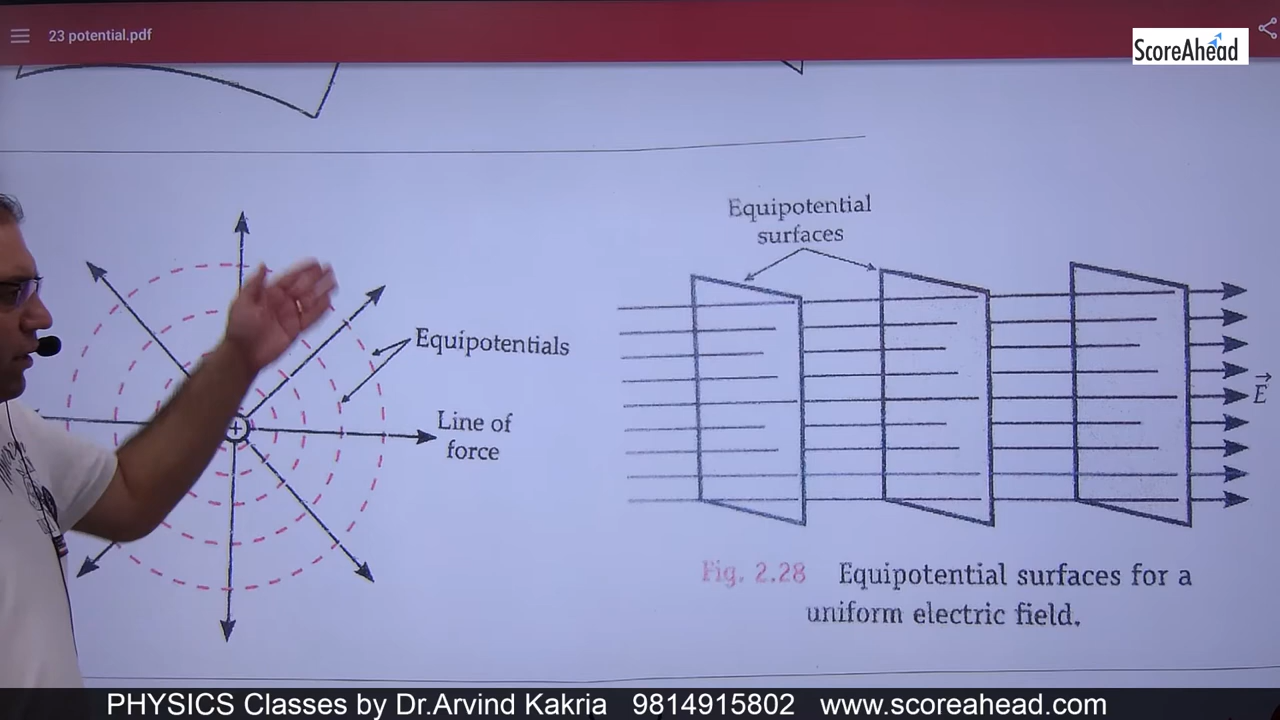 23 potential.pdf
ScoreAhead
Equipotential
surfaces
Equipotentials
Line of
force
+
E
Fig. 2.28 Equipotential surfaces for a
uniform electric field.
PHYSICS Classes by Dr.Arvind Kakria 9814915802 www.scoreahead.com